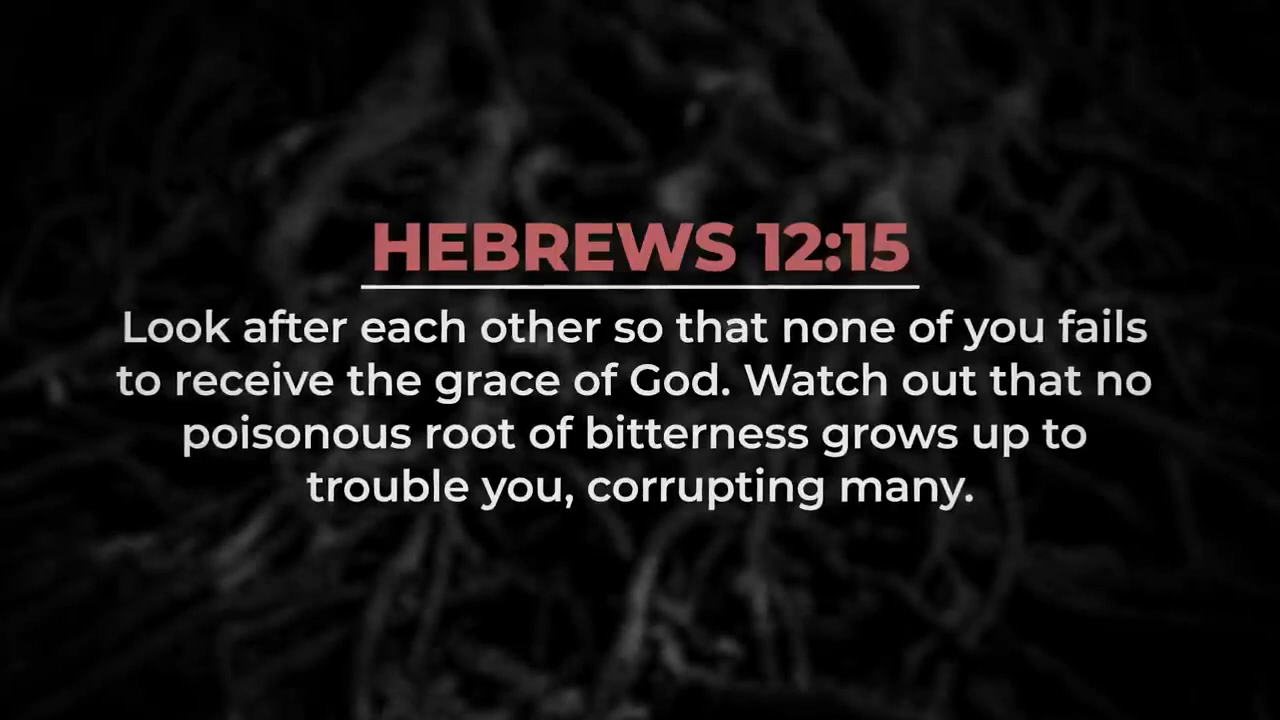 HEBREWS 12:15
Look after each other so that none of you fails
to receive the grace of God. Watch out that no
poisonous root of bitterness grows up to
trouble you, corrupting many.